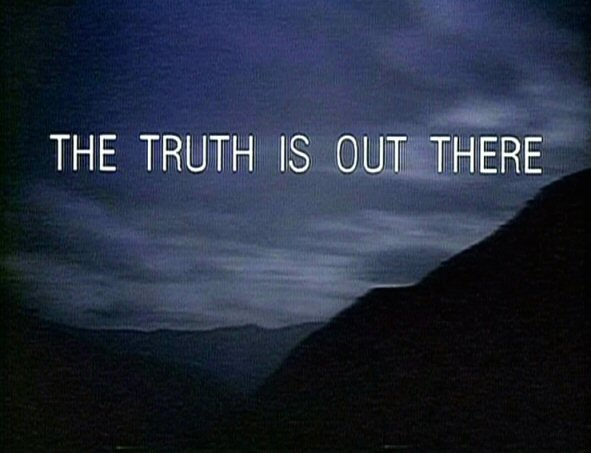 THE TRUTH IS OUT THERE